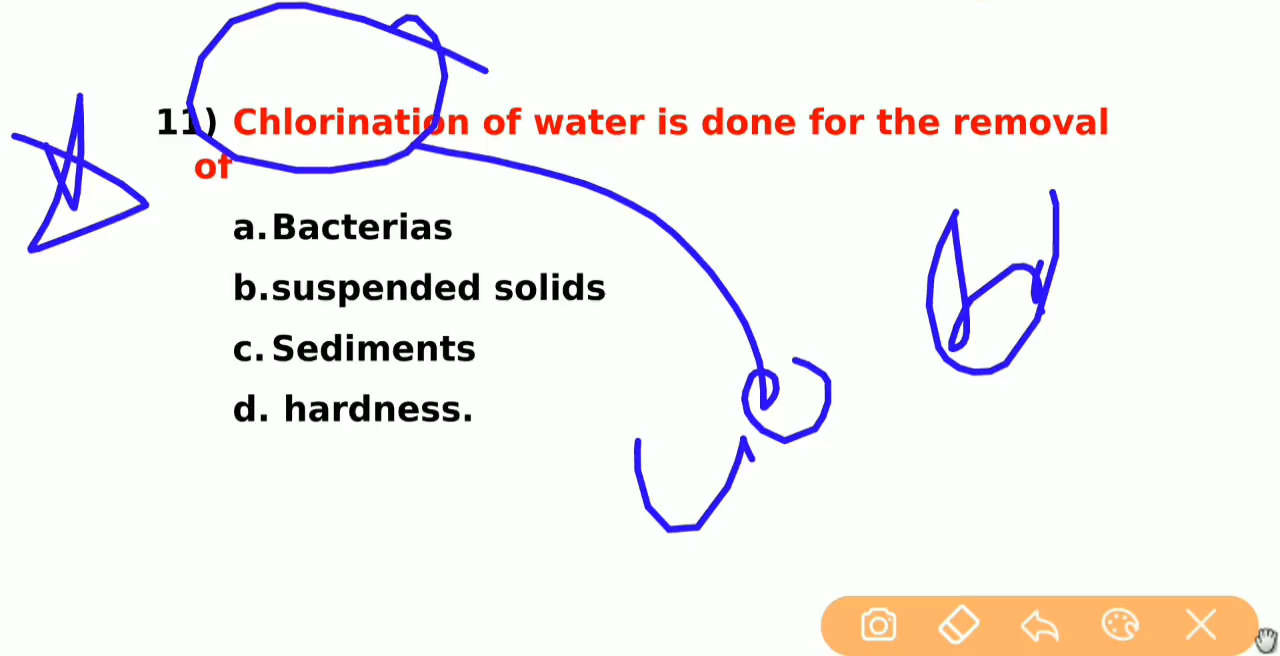 11) Chlorination of water is done for the removal
of
a. Bacterias
b. suspended solids
c. Sediments
d. hardness.